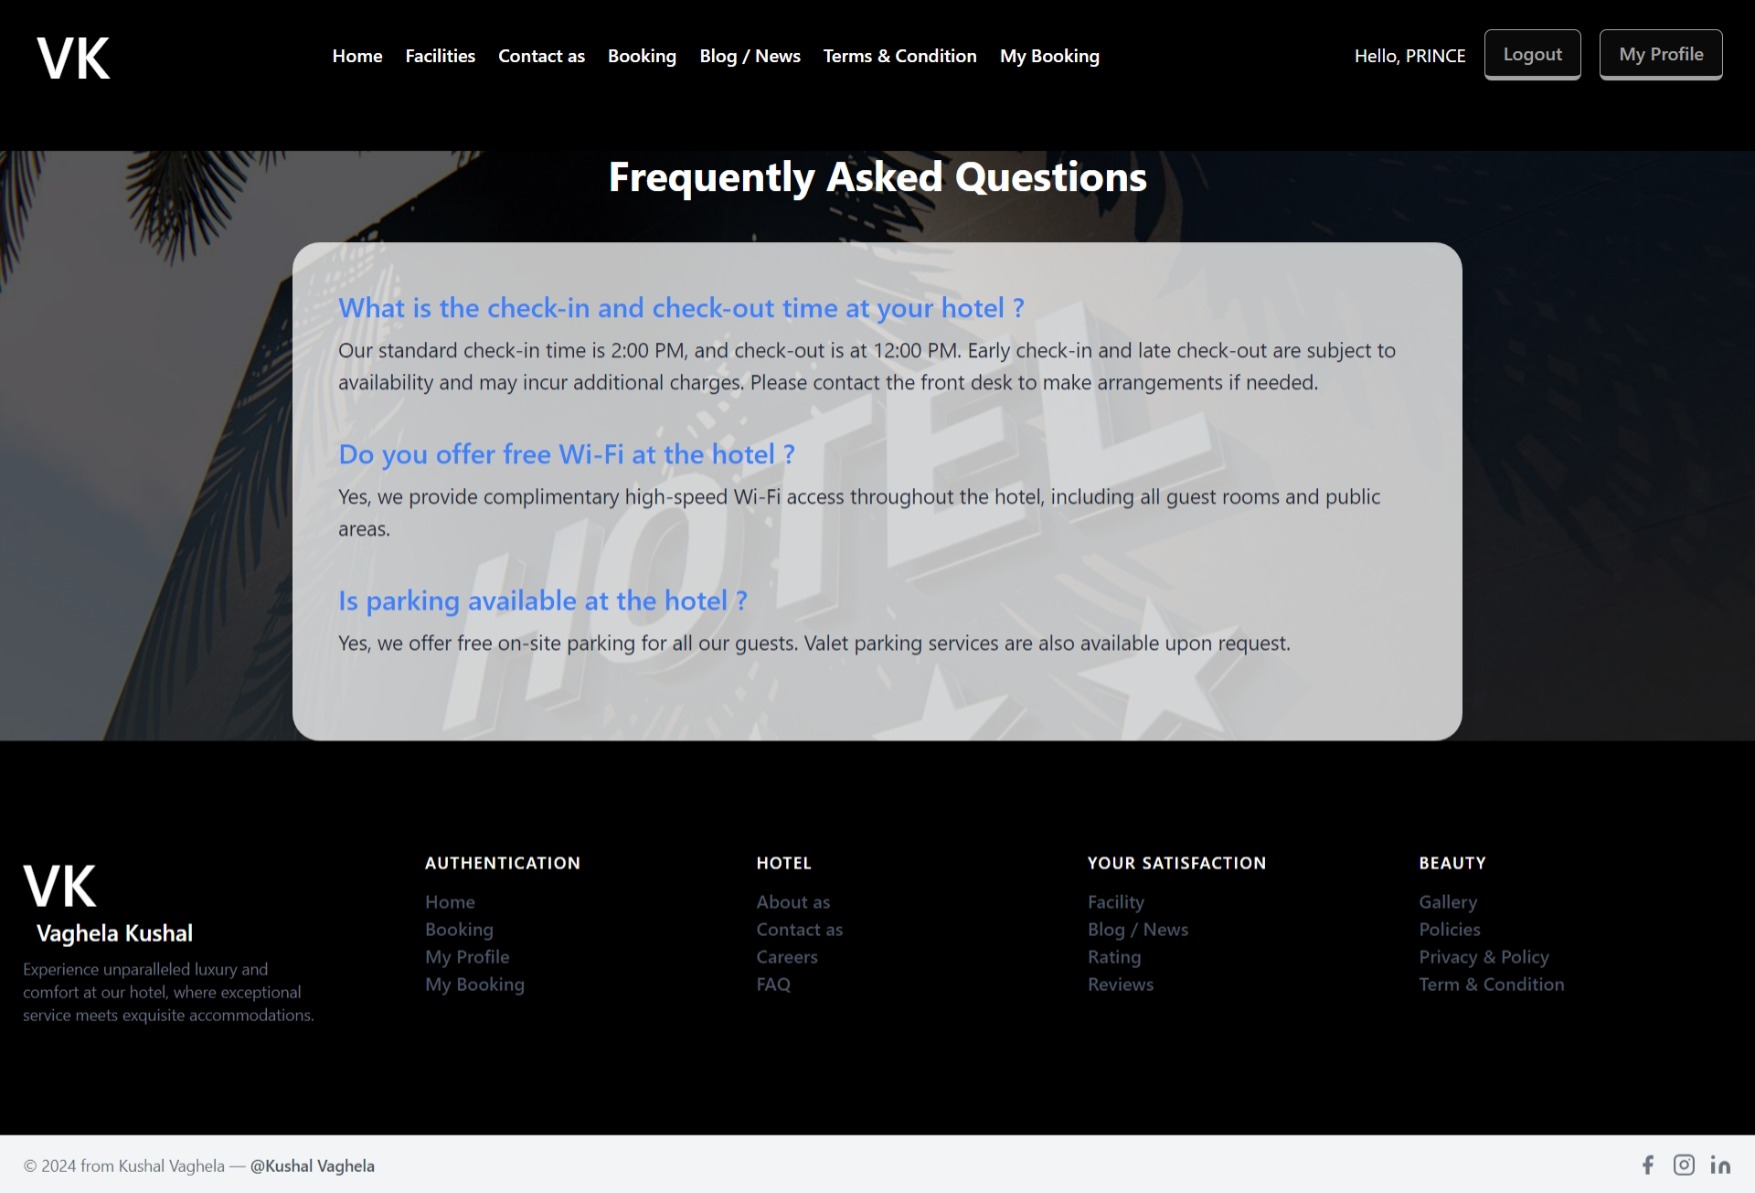 VK
Home Facilities Contact as Booking Blog / News Terms & Condition My Booking
Hello, PRINCE Logout My Profile
Frequently Asked Questions
What is the check-in and check-out time at your hotel ?
Our standard check-in time is 2:00 PM, and check-out is at 12:00 PM. Early check-in and late check-out are subject to
availability and may incur additional charges. Please contact the front desk to make arrangements if needed.
Do you offer free Wi-Fi at the hotel ?
Yes, we provide complimentary high-speed Wi-Fi access throughout the hotel, including all guest rooms and public
areas.
Is parking available at the hotel ?
Yes, we offer free on-site parking for all our guests. Valet parking services are also available upon request.
HOTEL
VK
Vaghela Kushal
Experience unparalleled luxury and
comfort at our hotel, where exceptional
service meets exquisite accommodations.
AUTHENTICATION
Home
Booking
My Profile
My Booking
HOTEL
About as
Contact as
Careers
FAQ
YOUR SATISFACTION
Facility
Blog / News
Rating
Reviews
BEAUTY
Gallery
Policies
Privacy & Policy
Term & Condition
© 2024 from Kushal Vaghela — @Kushal Vaghela